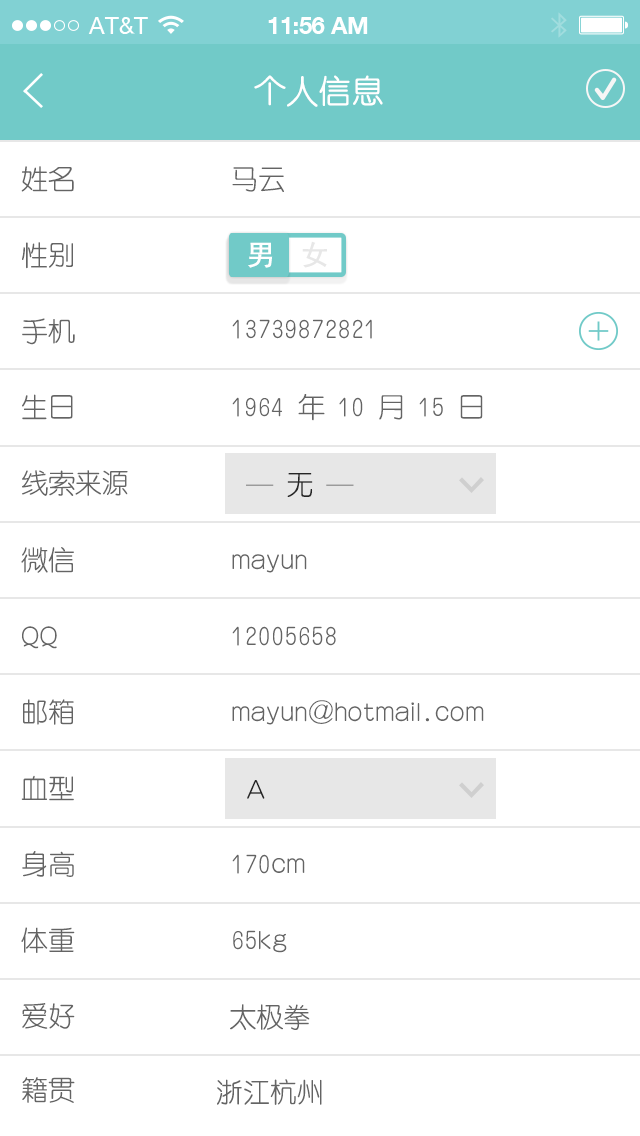 AT&T 11:56 AM
个人信息
姓名 马云
性别 男 女
手机 13739872821
生日 1964 年 10 月 15 日
线索来源 — 无 —
微信 mayun
QQ 12005658
邮箱 mayun@hotmail.com
血型 A
身高 170cm
体重 65kg
爱好 太极拳
籍贯 浙江杭州